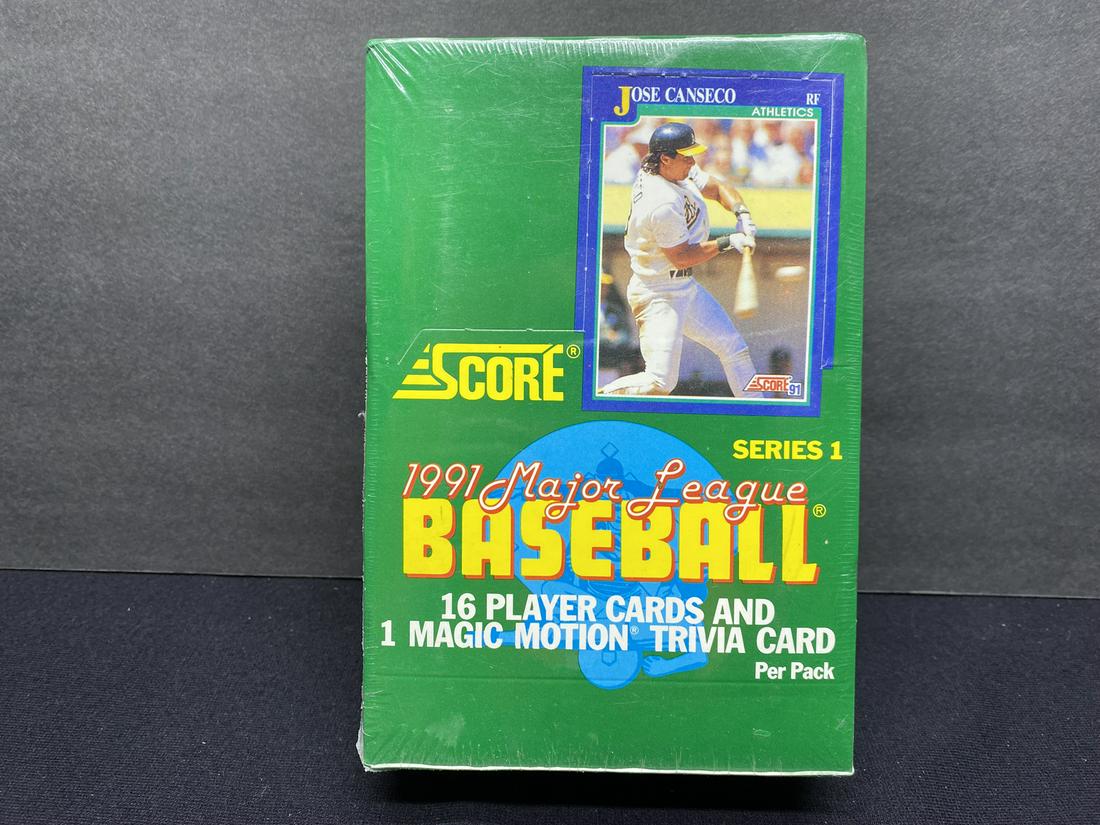 JOSE CANSECO RF
ATHLETICS
SCORE 91
SCORE®
SERIES 1
1991 Major League
BASEBALL®
16 PLAYER CARDS AND
1 MAGIC MOTION® TRIVIA CARD
Per Pack